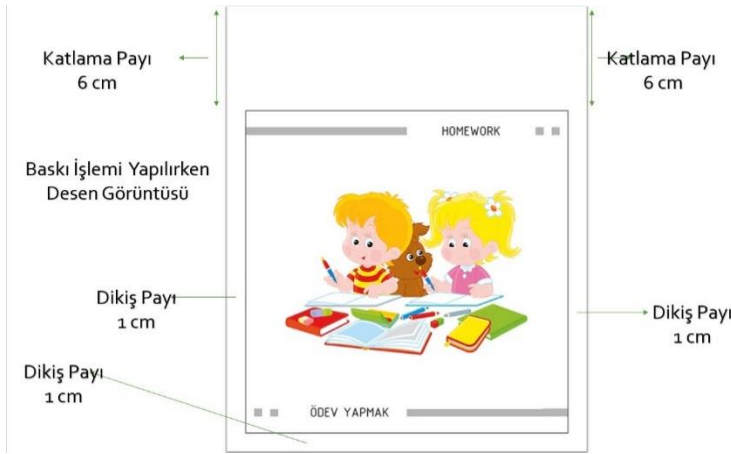 Katlama Payı
6 cm
Katlama Payı
6 cm
HOMEWORK
Baskı İşlemi Yapılırken
Desen Görüntüsü
Dikiş Payı
1 cm
Dikiş Payı
1 cm
Dikiş Payı
1 cm
ÖDEV YAPMAK